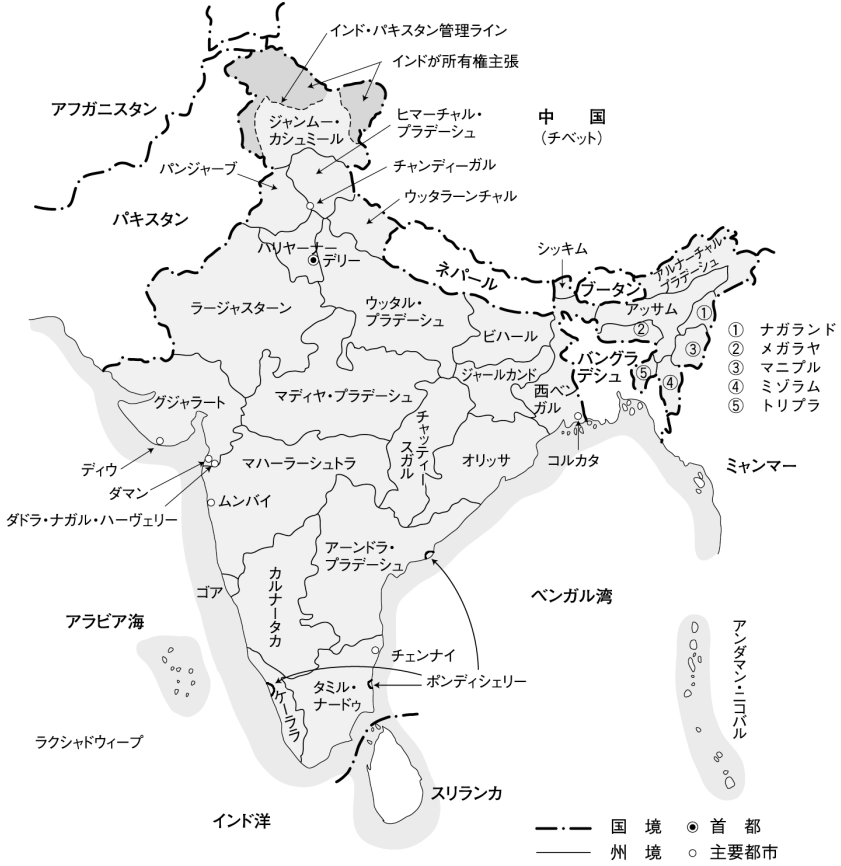 インド・パキスタン管理ライン
インドが所有権主張
アフガニスタン
ヒマーチャル・
プラデーシュ
中国
(チベット)
ジャンムー・
カシュミール
パンジャーブ
チャンディーガル
ウッタラーンチャル
パキスタン
ハリヤーナー
デリー
シッキム
ネパール
ブータン
アルナーチャル・
プラデーシュ
ラージャスターン
ウッタル・
プラデーシュ
アッサム
ビハール
①
②
③
④
⑤
① ナガランド
② メガラヤ
③ マニプル
④ ミゾラム
⑤ トリプラ
バングラ
デシュ
ジャールカンド
西ベン
ガル
グジャラート
マディヤ・プラデーシュ
チャッティー
スガル
オリッサ
コルカタ
ミャンマー
ディウ
ダマン
ダドラ・ナガル・ハーヴェリー
マハーラーシュトラ
ムンバイ
アーンドラ・
プラデーシュ
ゴア
カルナータカ
アラビア海
ベンガル湾
アンダマン・ニコバル
チェンナイ
ポンディシェリー
タミル・
ナードゥ
ケーララ
ラクシャドウィープ
スリランカ
インド洋
国境 首都
州境 主要都市